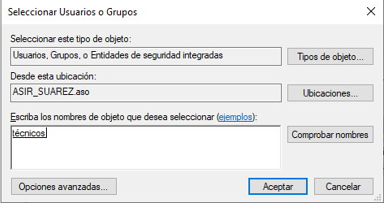 Seleccionar Usuarios o Grupos
Seleccionar este tipo de objeto:
Usuarios, Grupos, o Entidades de seguridad integradas
Tipos de objeto...
Desde esta ubicación:
ASIR_SUAREZ.aso
Ubicaciones...
Escriba los nombres de objeto que desea seleccionar (ejemplos):
técnicos
Comprobar nombres
Opciones avanzadas...
Aceptar
Cancelar